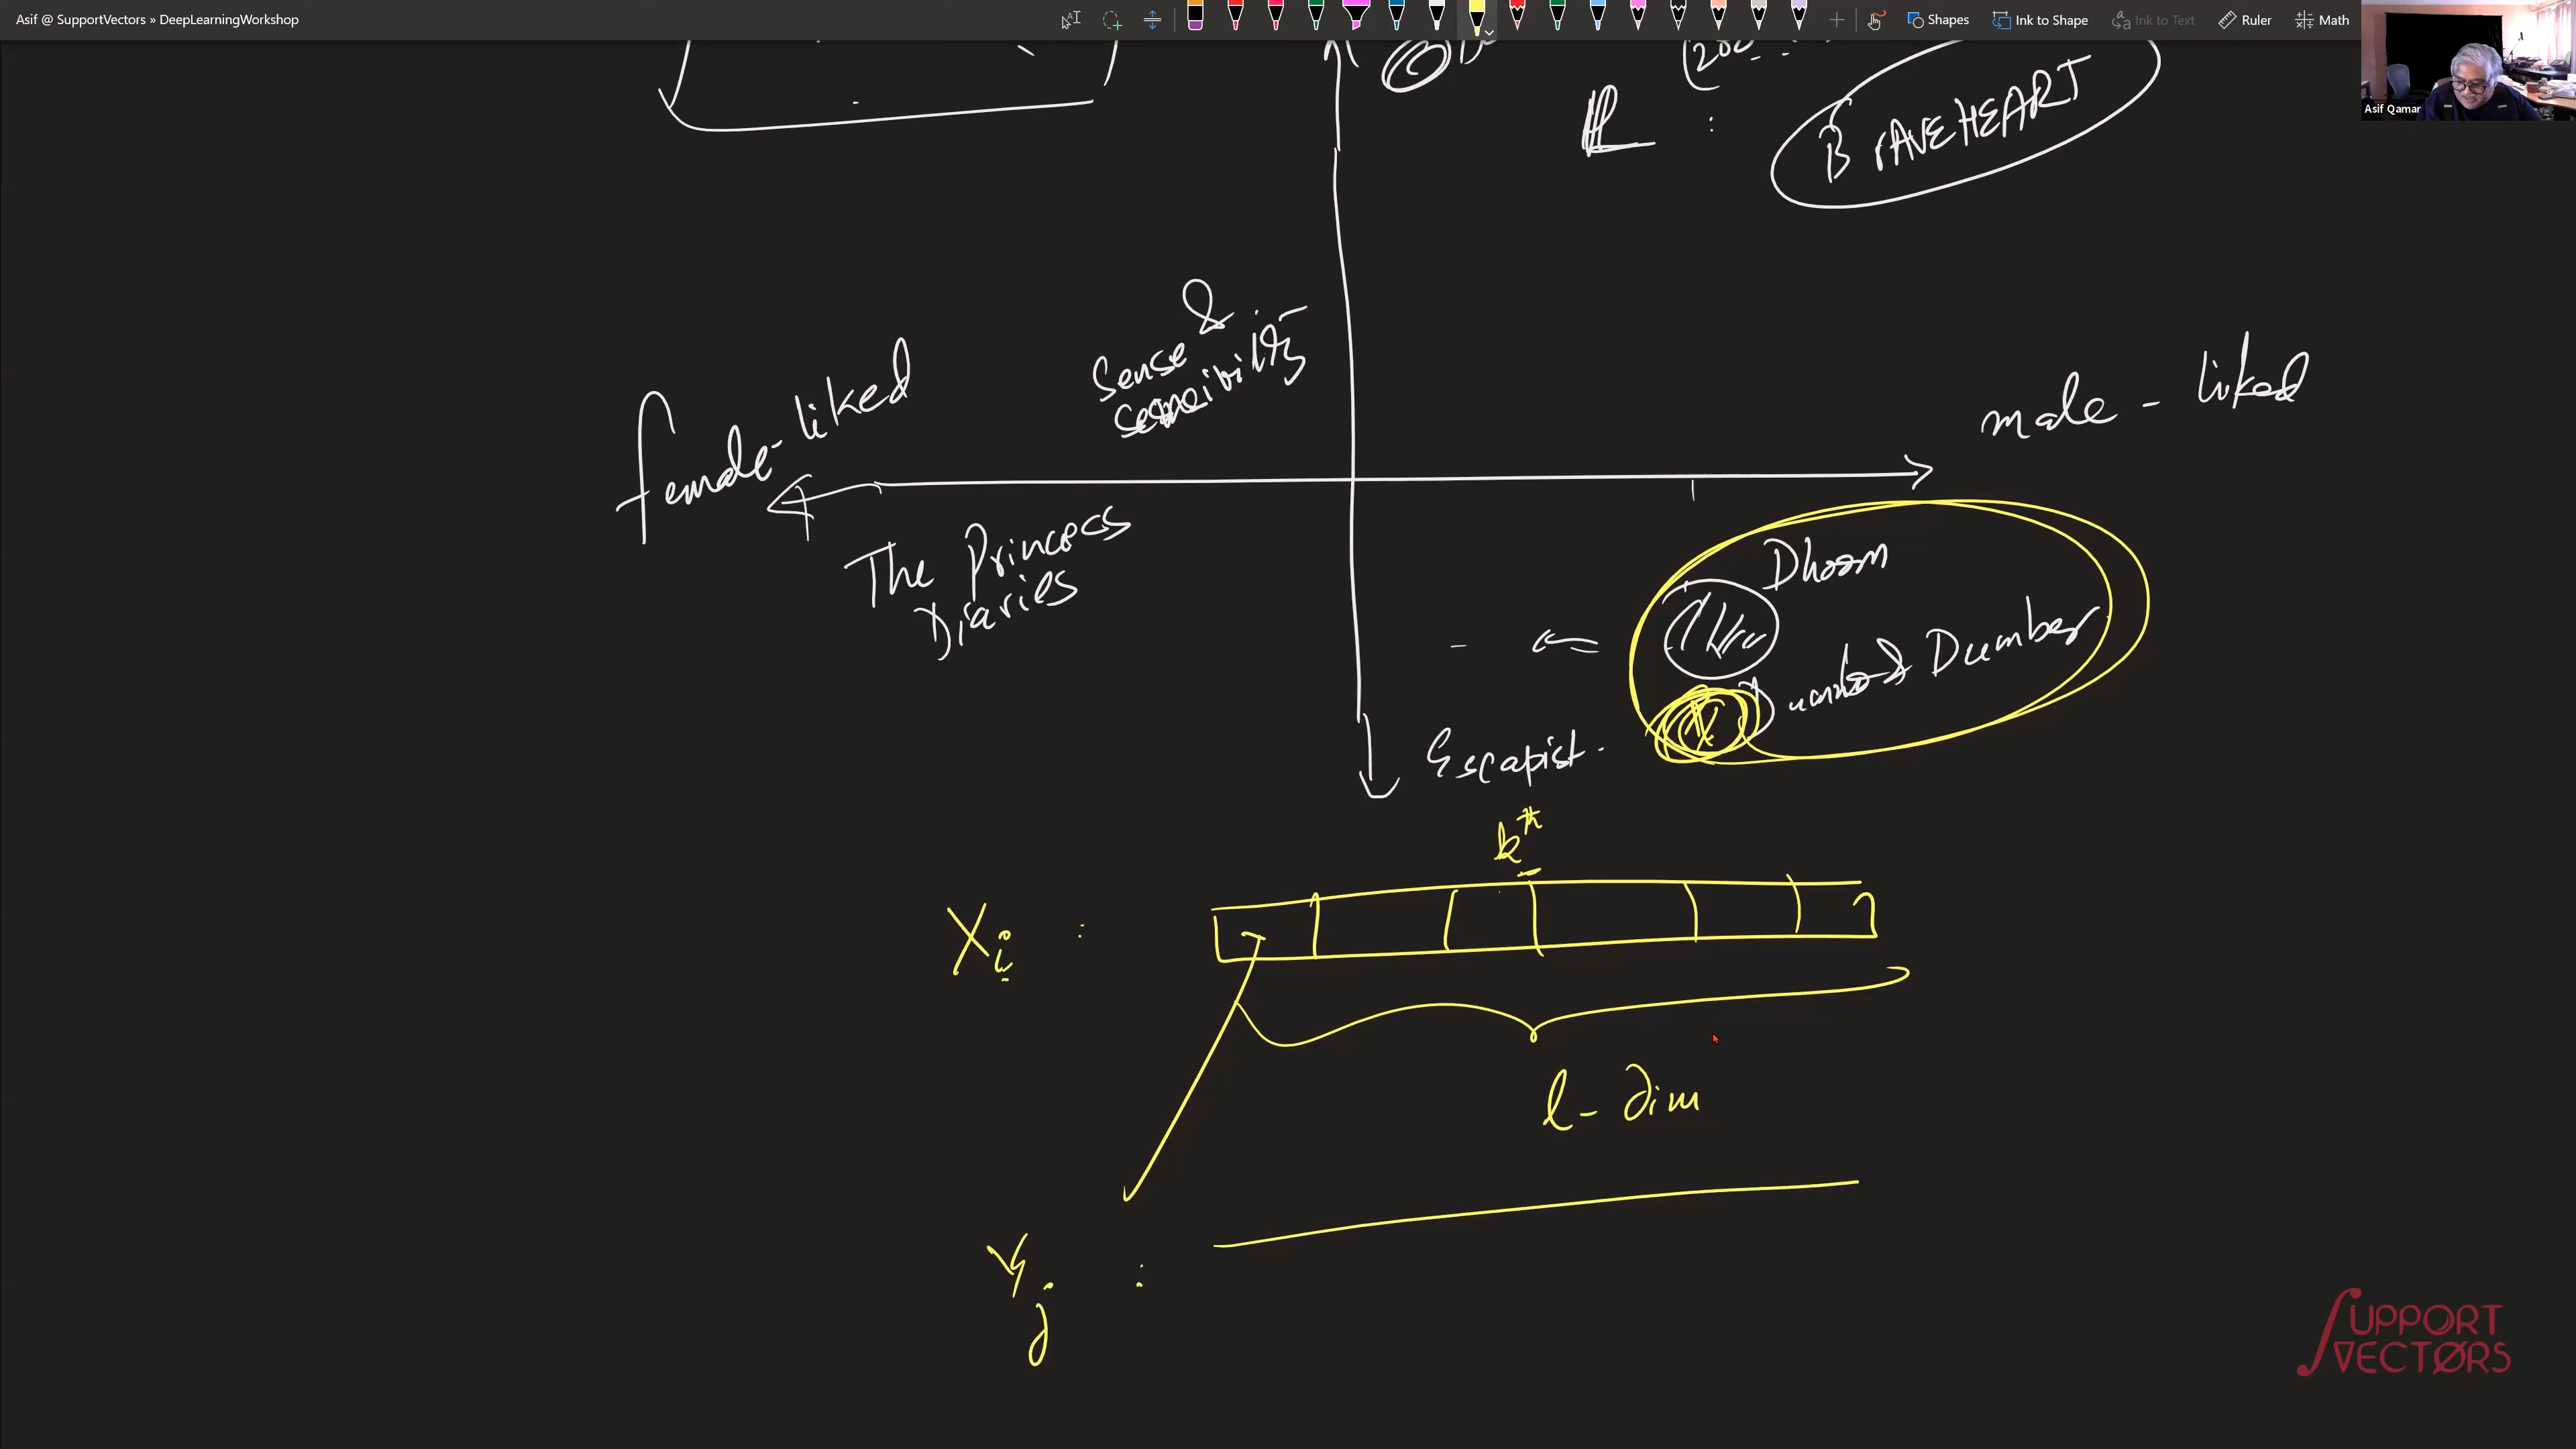 Asif @ SupportVectors » DeepLearningWorkshop
Shapes
Ink to Shape
Ink to Text
Ruler
Math
Asif Qamar
BRAVEHEART
Sense &
Sensibility
female-liked
male - liked
The Princess
Diaries
Dhoom
Dumb & Dumber
Escapist
k*
Xi :
l - dim
Yj :
SUPPORT
VECTORS